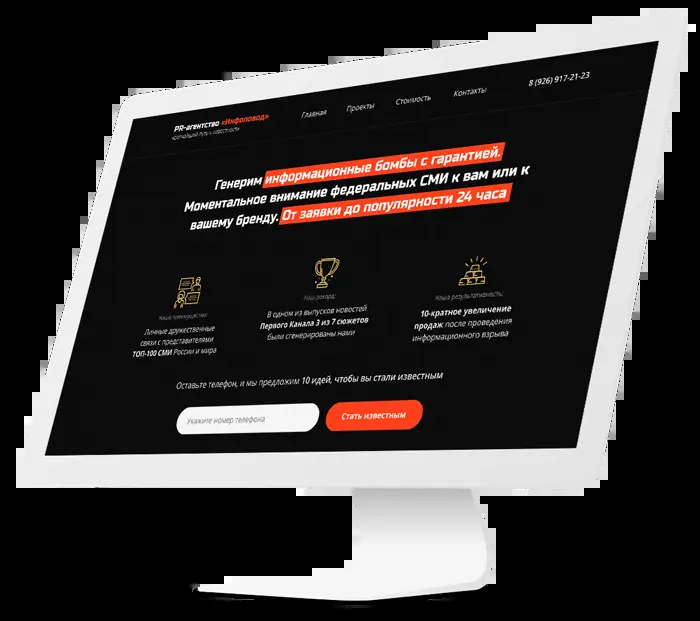 PR-агентство «Инфоповод»
кратчайший путь к известности
Главная
Проекты
Стоимость
Контакты
8 (926) 917-21-23
Генерим информационные бомбы с гарантией.
Моментальное внимание федеральных СМИ к вам или к
вашему бренду. От заявки до популярности 24 часа
Наше преимущество:
Личные дружественные
связи с представителями
ТОП-100 СМИ России и мира
Наш рекорд:
В одном из выпусков новостей
Первого Канала 3 из 7 сюжетов
были сгенерированы нами
Наша результативность:
10-кратное увеличение
продаж после проведения
информационного взрыва
Оставьте телефон, и мы предложим 10 идей, чтобы вы стали известным
Укажите номер телефона
Стать известным